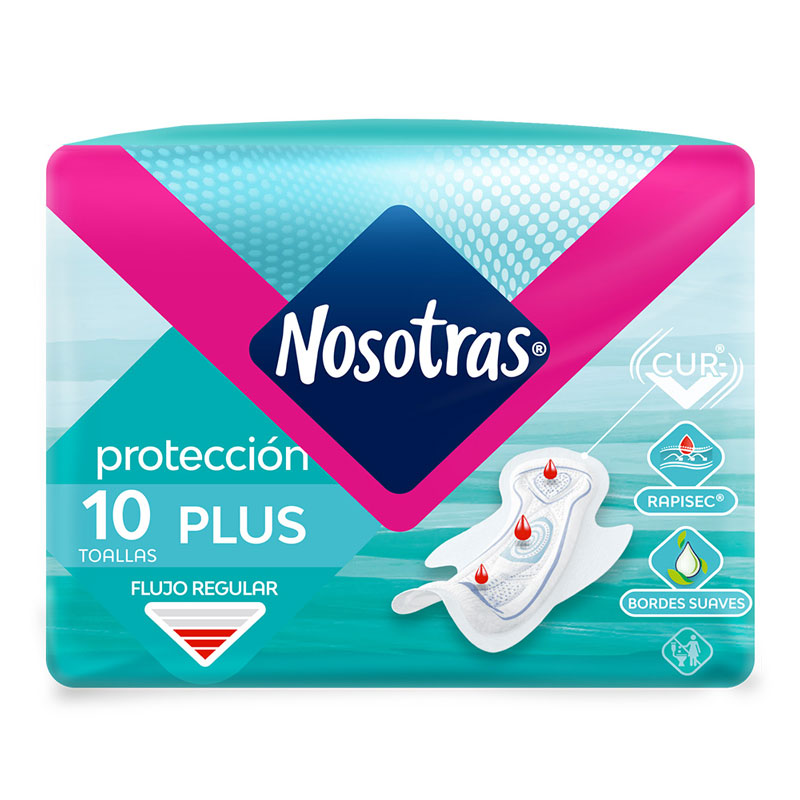 Nosotras®
CUR-®
protección
10 PLUS
TOALLAS
FLUJO REGULAR
RAPISEC®
BORDES SUAVES